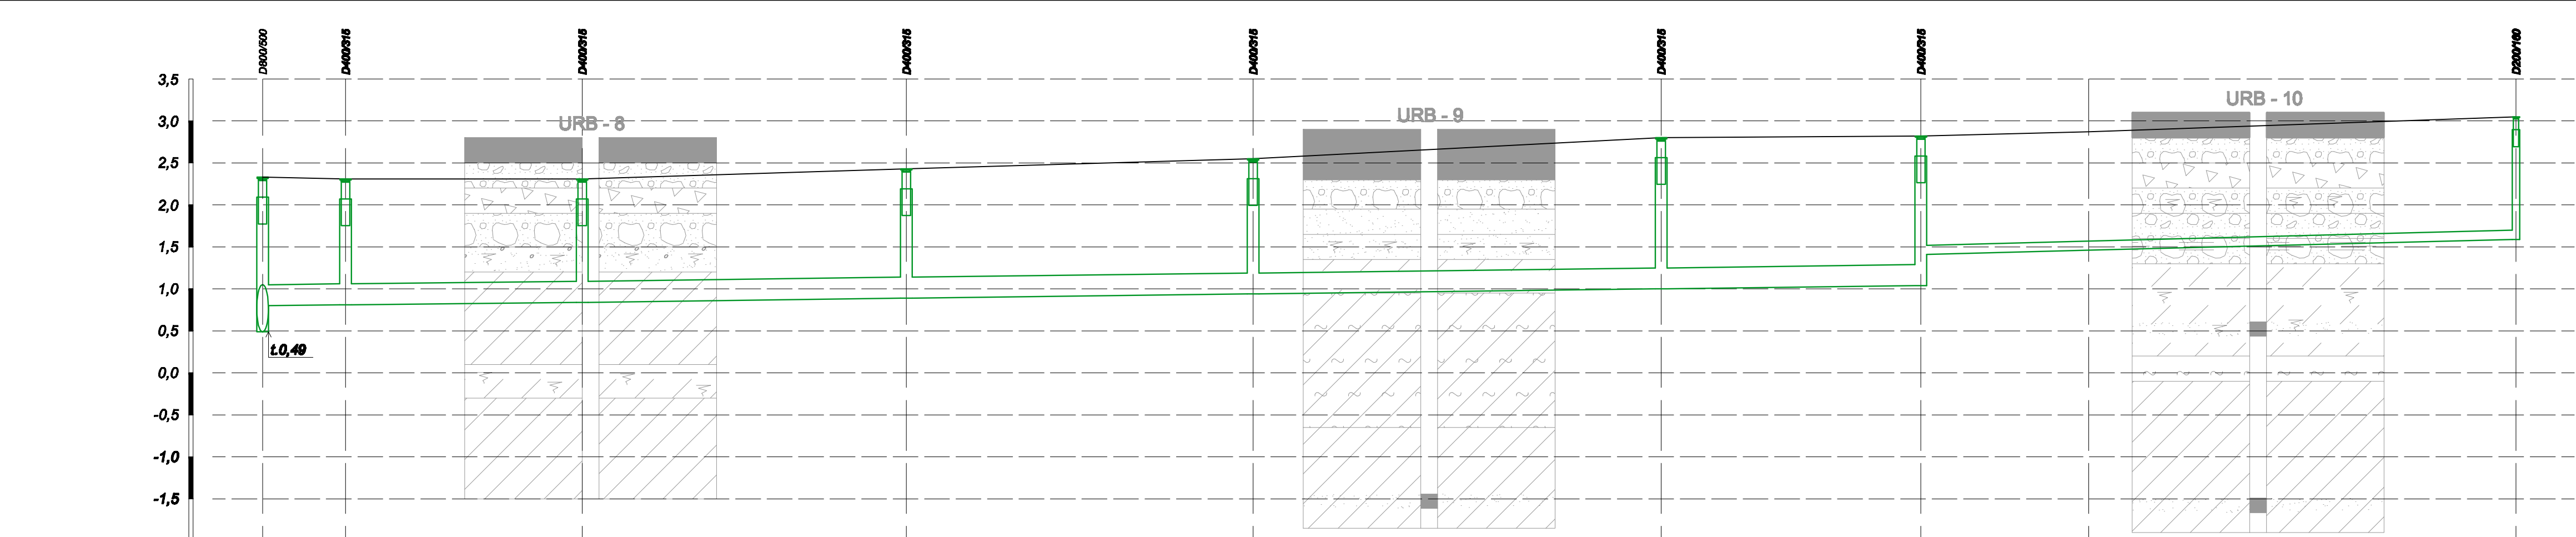 D800/500
D400/315
D400/315
D400/315
D400/315
D400/315
D400/315
D200/160
3,5
URB - 8
URB - 9
URB - 10
3,0
2,5
2,0
1,5
1,0
0,5
t.0,49
0,0
-0,5
-1,0
-1,5